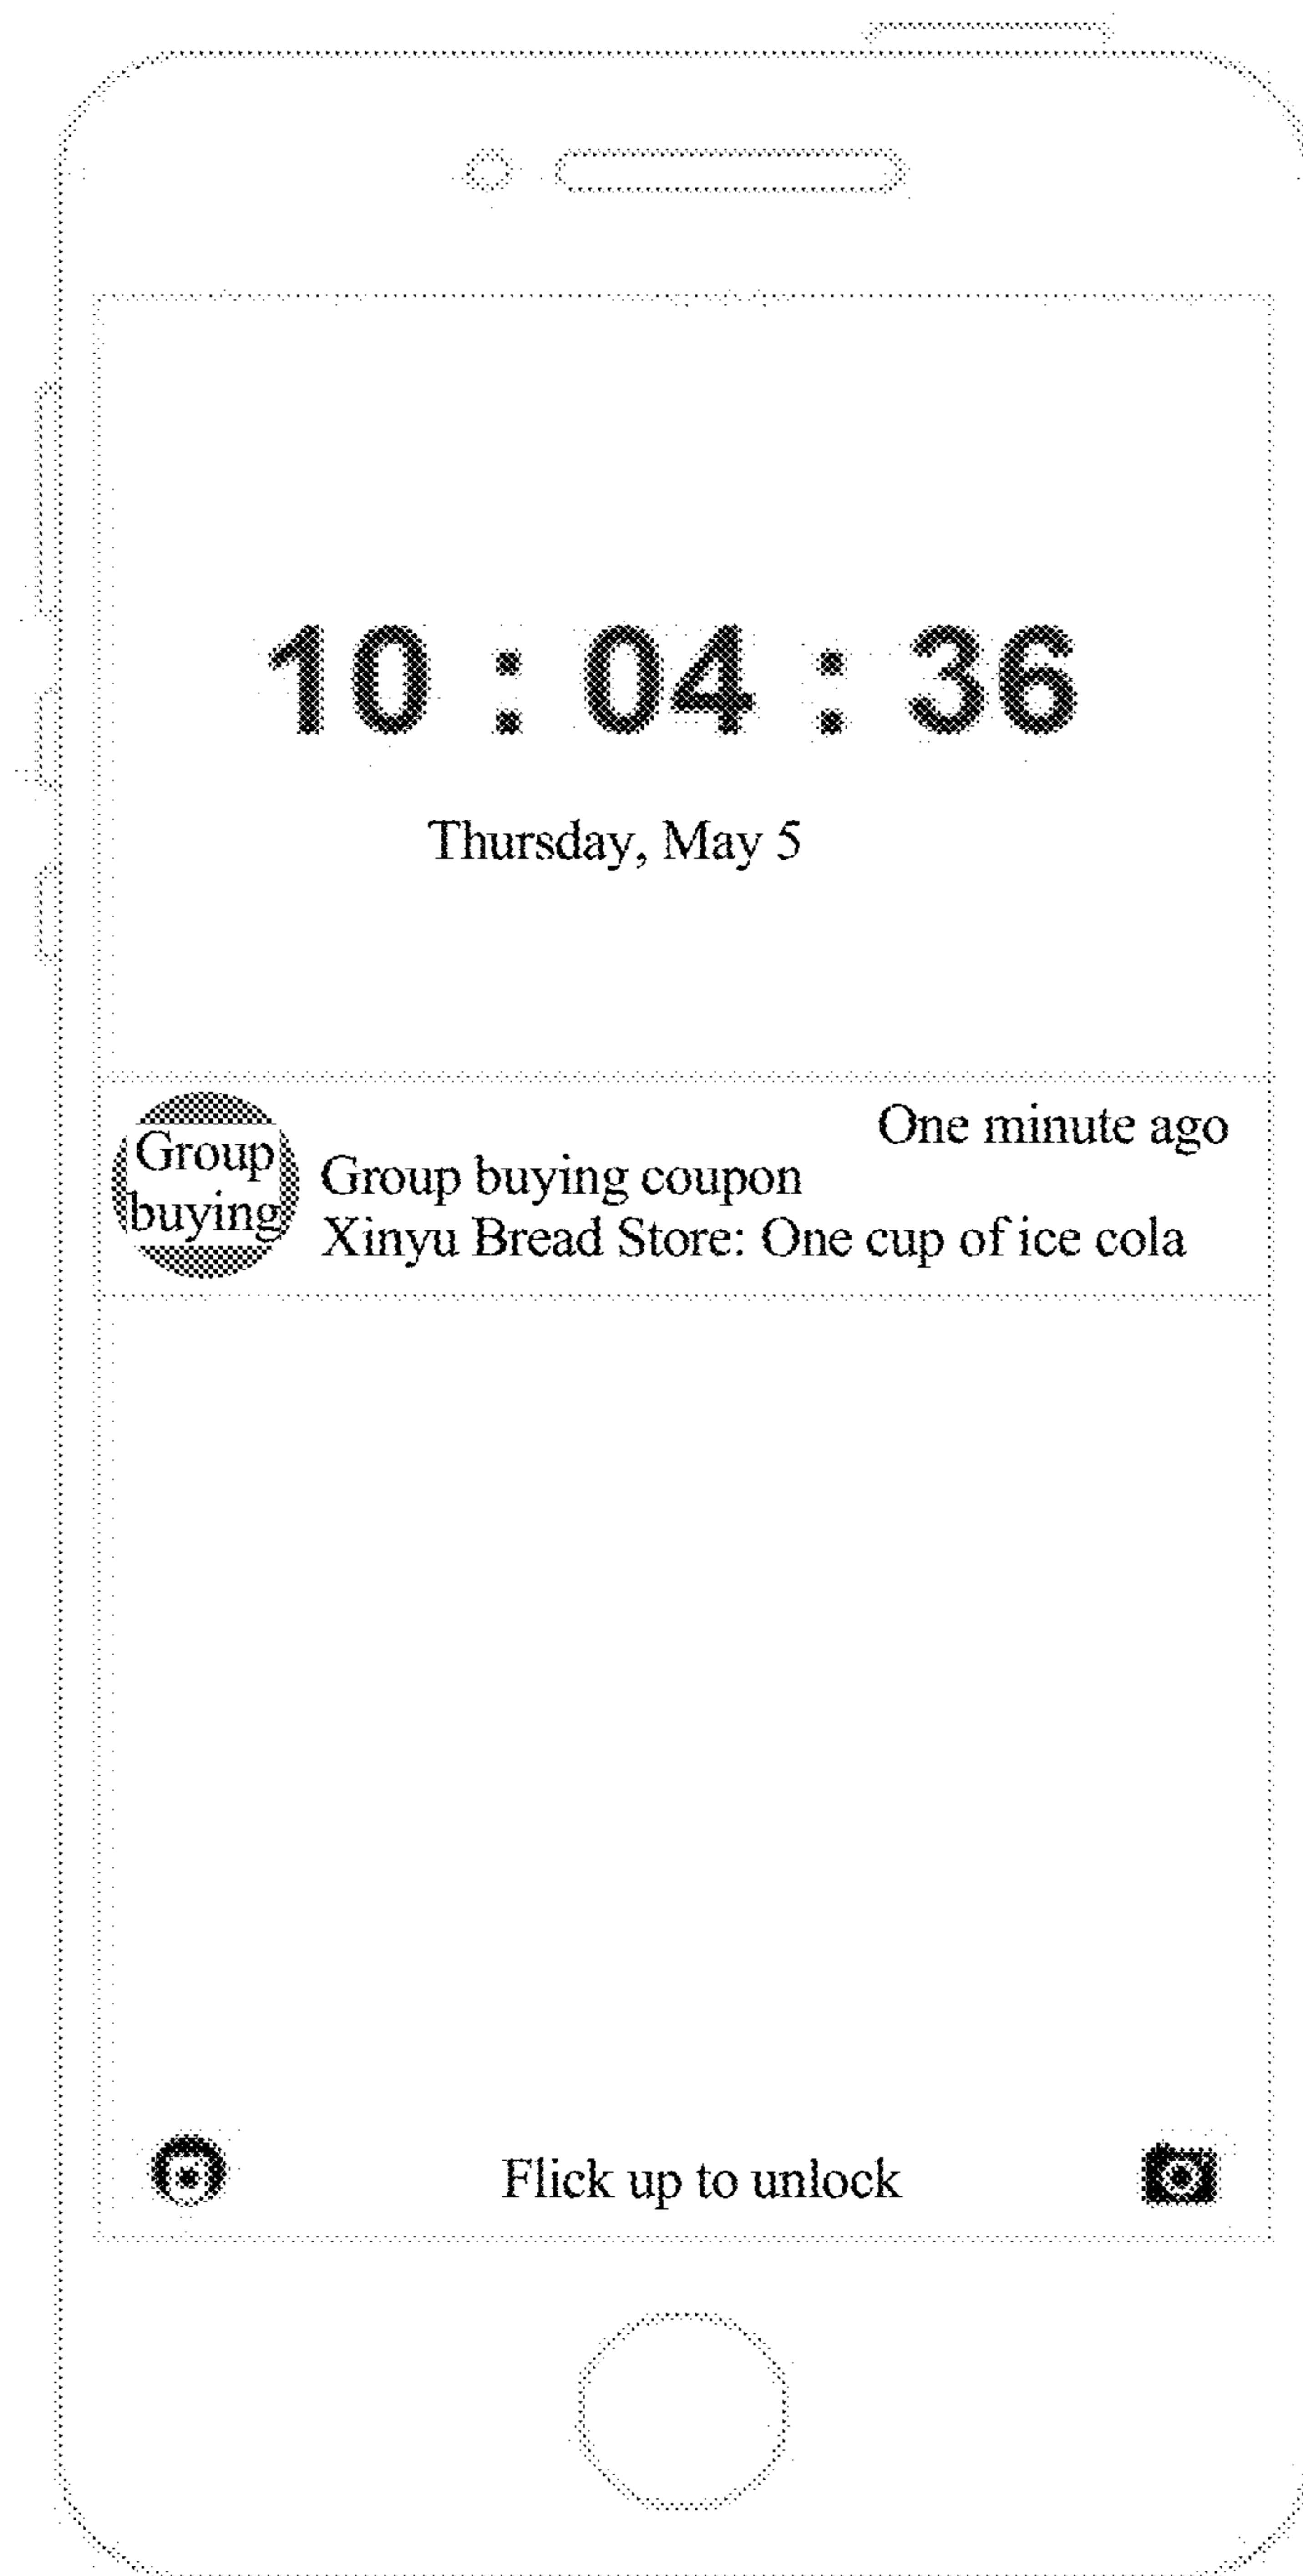 10 : 04 : 36
Thursday, May 5
One minute ago
Group
buying
Group buying coupon
Xinyu Bread Store: One cup of ice cola
Flick up to unlock